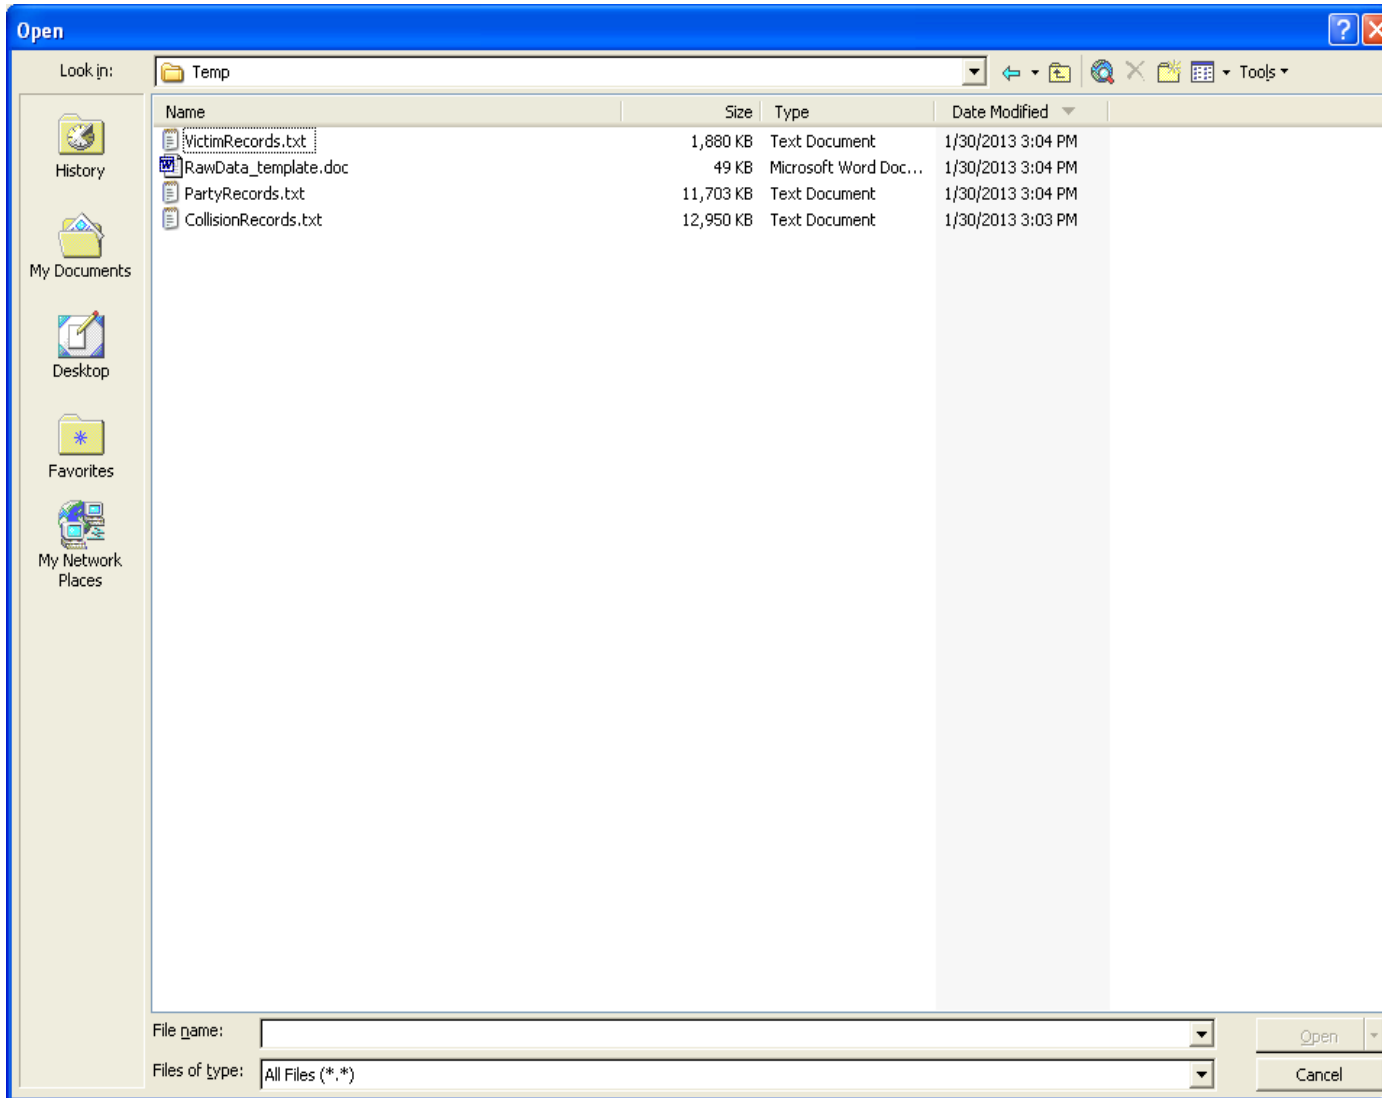 Open
Look in:
Temp
Tools
Name Size Type Date Modified
VictimRecords.txt 1,880 KB Text Document 1/30/2013 3:04 PM
RawData_template.doc 49 KB Microsoft Word Doc... 1/30/2013 3:04 PM
PartyRecords.txt 11,703 KB Text Document 1/30/2013 3:04 PM
CollisionRecords.txt 12,950 KB Text Document 1/30/2013 3:03 PM
History
My Documents
Desktop
Favorites
My Network
Places
File name:
Open
Files of type: All Files (*.*)
Cancel